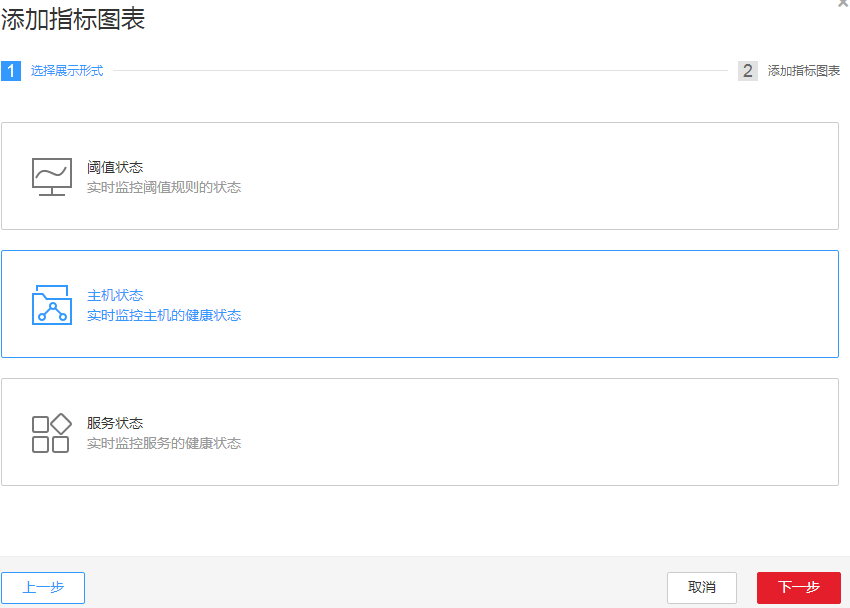 添加指标图表
1 选择展示形式 2 添加指标图表
阈值状态
实时监控阈值规则的状态
主机状态
实时监控主机的健康状态
服务状态
实时监控服务的健康状态
上一步 取消 下一步